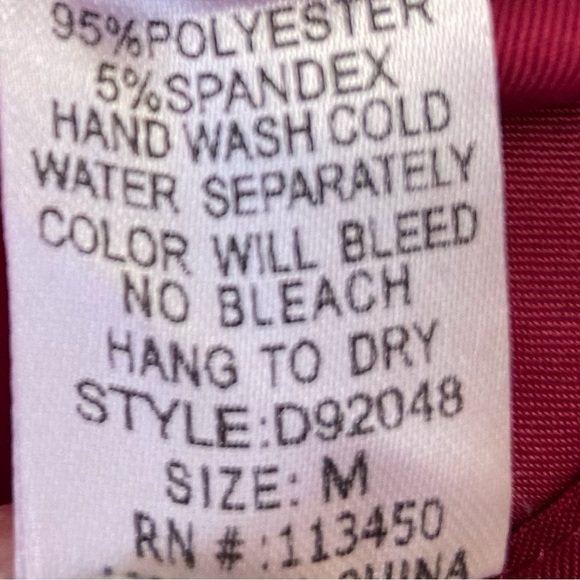 95%POLYESTER
5%SPANDEX
HAND WASH COLD
WATER SEPARATELY
COLOR WILL BLEED
NO BLEACH
HANG TO DRY
STYLE:D92048
SIZE: M
RN #:113450
CHINA